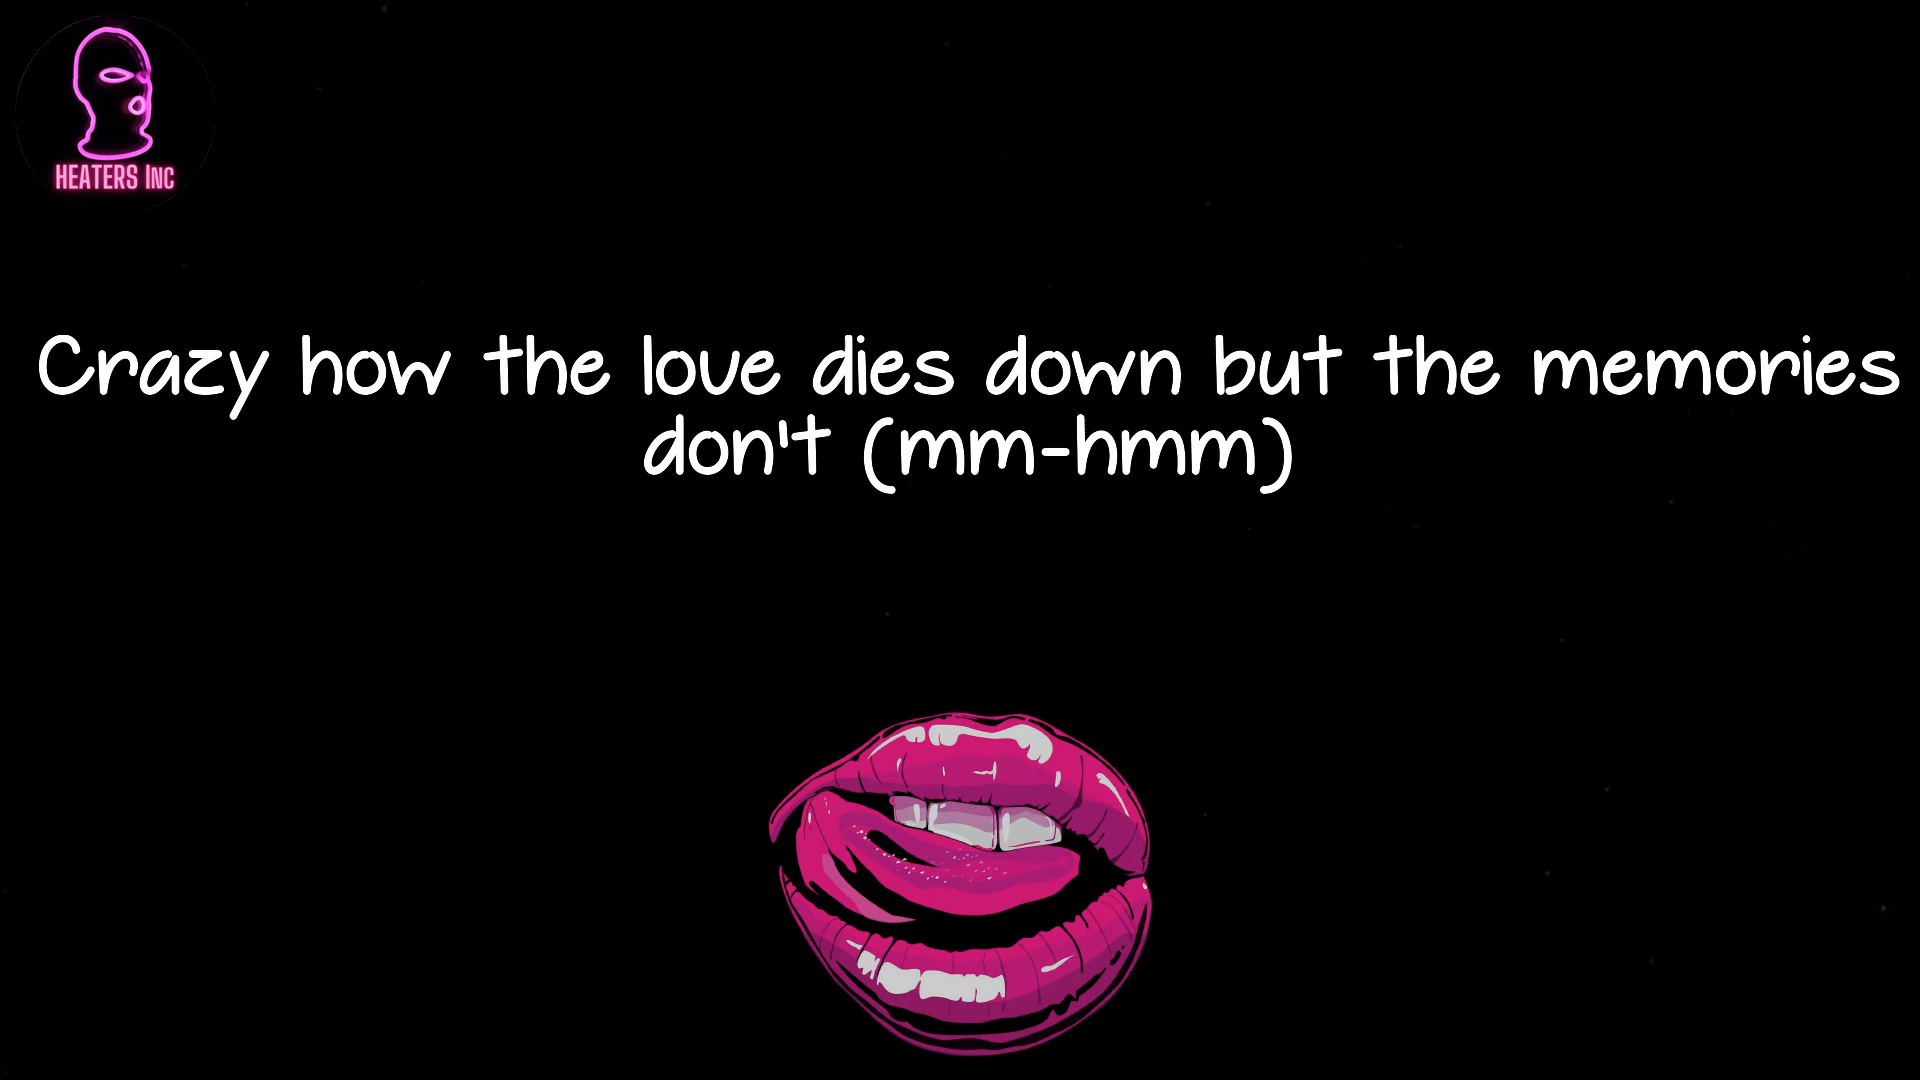 HEATERS INC
Crazy how the love dies down but the memories
don't (mm-hmm)